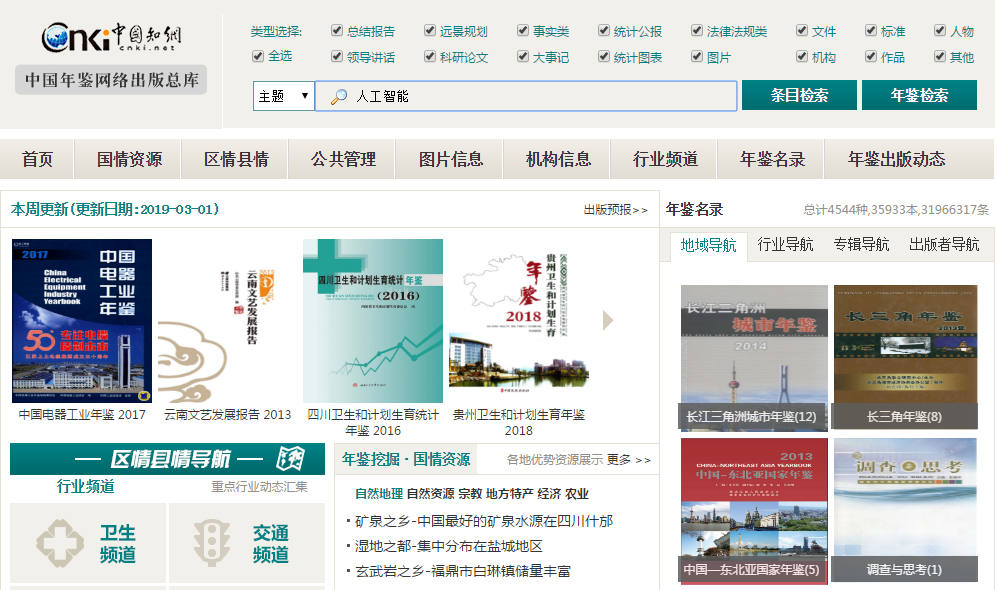 cnki 中国知网
cnki.net
中国年鉴网络出版总库
类型选择: 总结报告 远景规划 事实类 统计公报 法律法规类 文件 标准 人物
全选 领导讲话 科研论文 大事记 统计图表 图片 机构 作品 其他
主题 人工智能 条目检索 年鉴检索
首页 国情资源 区情县情 公共管理 图片信息 机构信息 行业频道 年鉴名录 年鉴出版动态
本周更新(更新日期:2019-03-01) 出版预报>>
2017 中国电器工业年鉴
China
Electrical
Equipment
Industry
Yearbook
2013 云南文艺发展报告
四川卫生和计划生育统计年鉴
(2016)
贵州卫生和计划生育
年鉴
2018
中国电器工业年鉴 2017
云南文艺发展报告 2013
四川卫生和计划生育统计
年鉴 2016
贵州卫生和计划生育年鉴
2018
区情县情导航
行业频道 重点行业动态汇集
卫生
频道
交通
频道
年鉴挖掘·国情资源 各地优势资源展示 更多 >>
自然地理 自然资源 宗教 地方特产 经济 农业
·矿泉之乡-中国最好的矿泉水源在四川什邡
·湿地之都-集中分布在盐城地区
·玄武岩之乡-福鼎市白琳镇储量丰富
年鉴名录 总计4544种,35933本,31966317条
地域导航 行业导航 专辑导航 出版者导航
长江三角洲
城市年鉴
2014
长江三角洲城市年鉴(12)
长三角年鉴
2013年
长三角年鉴(8)
2013
CHINA-NORTHEAST ASIA YEARBOOK
中国-东北亚国家年鉴
中国—东北亚国家年鉴(5)
调查与思考
调查与思考(1)